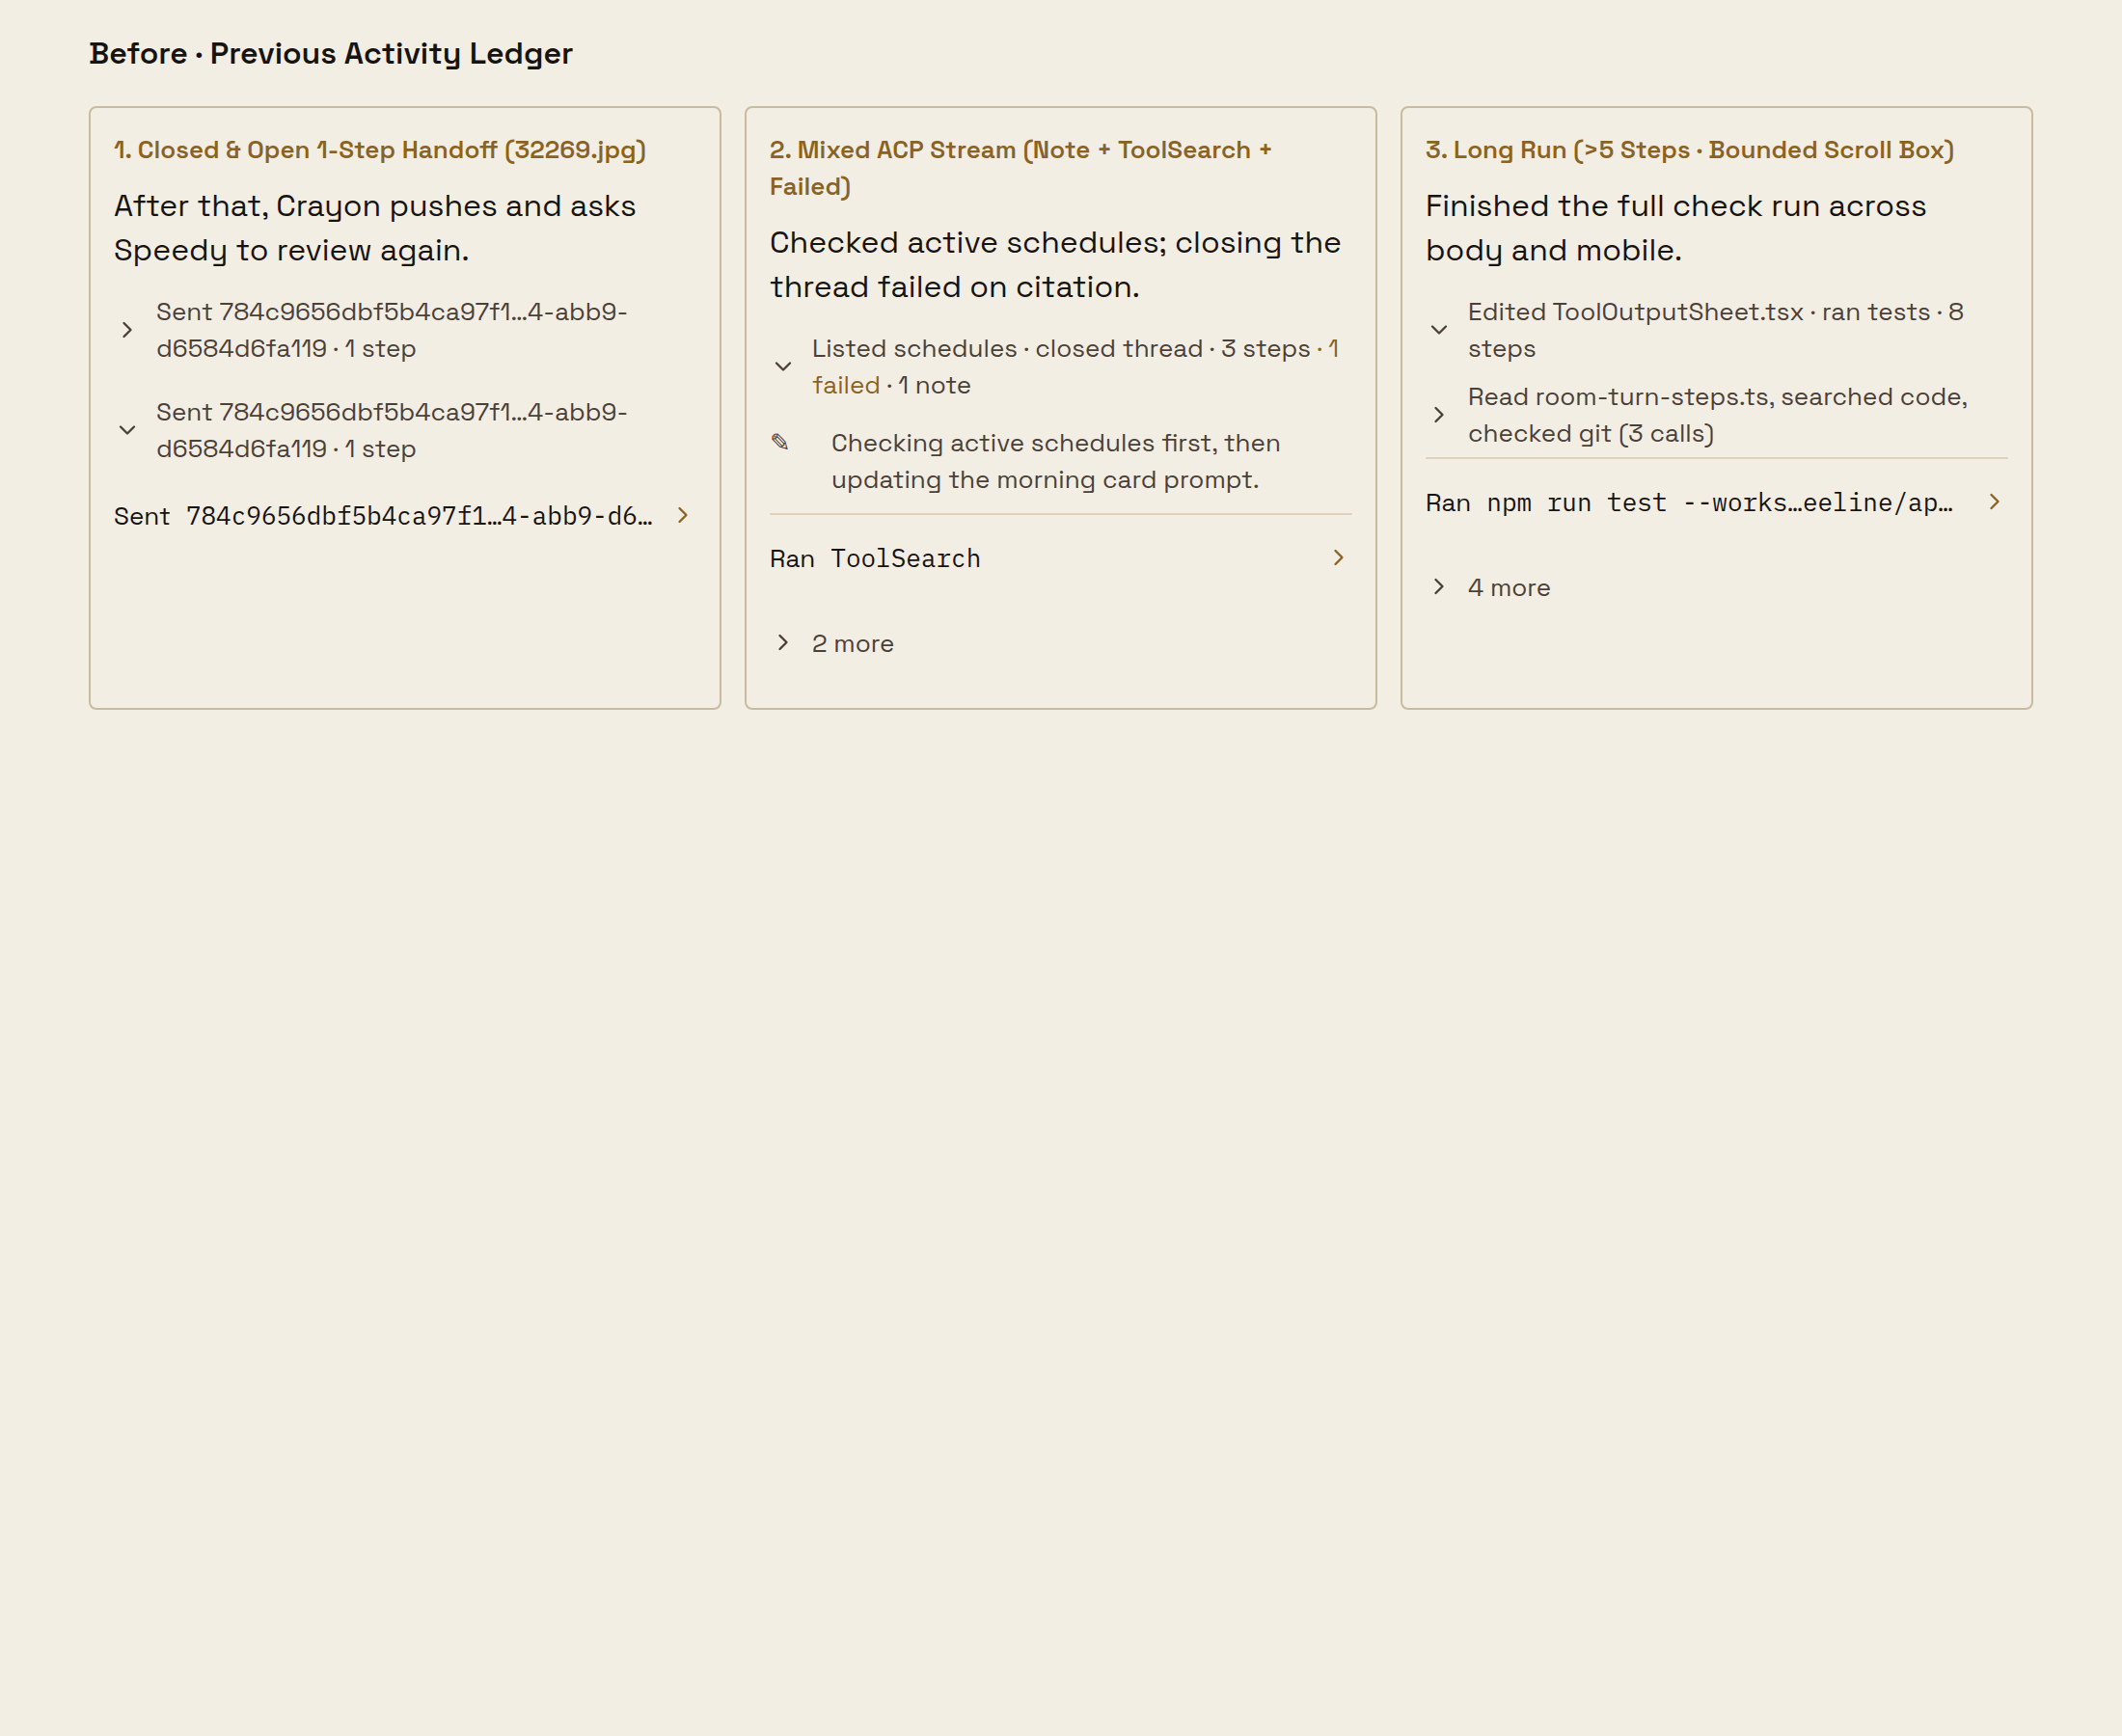 Before · Previous Activity Ledger
1. Closed & Open 1-Step Handoff (32269.jpg)
After that, Crayon pushes and asks
Speedy to review again.
Sent 784c9656dbf5b4ca97f1…4-abb9-
d6584d6fa119 · 1 step
Sent 784c9656dbf5b4ca97f1…4-abb9-
d6584d6fa119 · 1 step
Sent 784c9656dbf5b4ca97f1…4-abb9-d6…
2. Mixed ACP Stream (Note + ToolSearch +
Failed)
Checked active schedules; closing the
thread failed on citation.
Listed schedules · closed thread · 3 steps · 1
failed · 1 note
✎ Checking active schedules first, then
updating the morning card prompt.
Ran ToolSearch
2 more
3. Long Run (>5 Steps · Bounded Scroll Box)
Finished the full check run across
body and mobile.
Edited ToolOutputSheet.tsx · ran tests · 8
steps
Read room-turn-steps.ts, searched code,
checked git (3 calls)
Ran npm run test --works…eeline/ap…
4 more